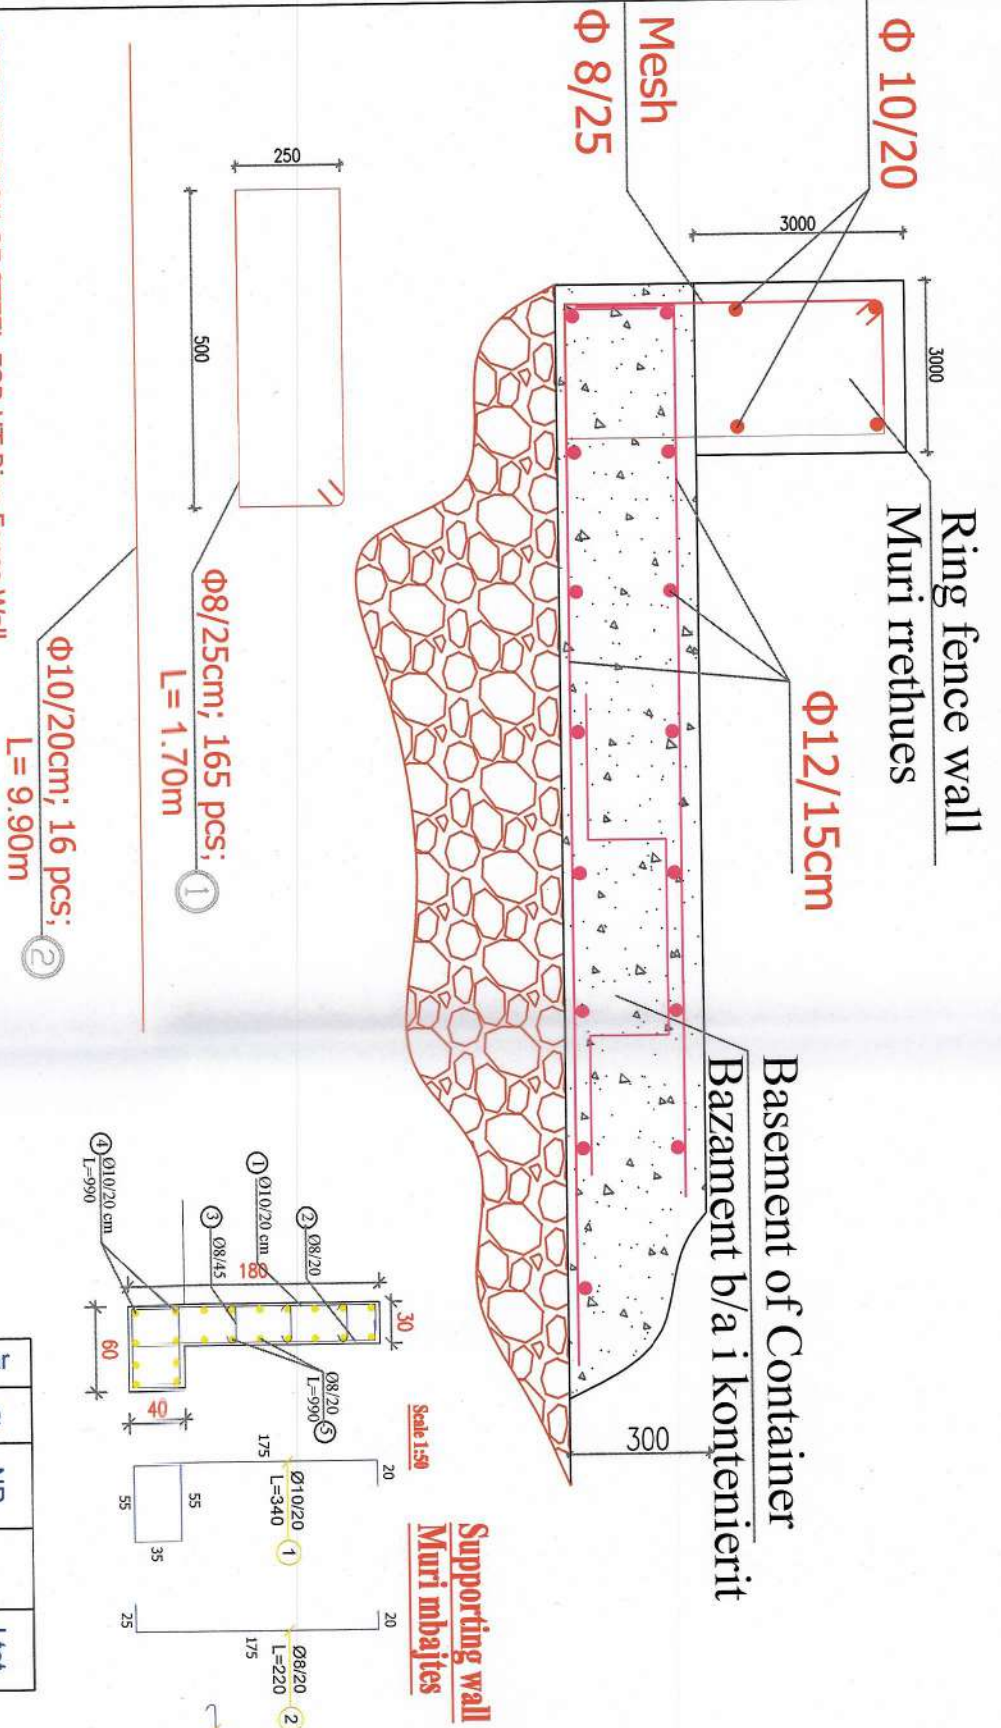 Ring fence wall
Muri rrethues
Φ 10/20
Mesh
Φ 8/25
3000
3000
Φ12/15cm
Basement of Container
Bazament b/a i kontenierit
300
250
500
Φ8/25cm; 165 pcs;
L= 1.70m
1
Φ10/20cm; 16 pcs;
L= 9.90m
2
Supporting wall
Muri mbajtes
Scale 1:50
30
180
60
40
2 Ø8/20
1 Ø10/20 cm
3 Ø8/45
4 Ø10/20 cm
L=990
Ø8/20
L=990 5
20
175
Ø10/20
L=340
1
55
55
35
20
175
Ø8/20
L=220
2
25